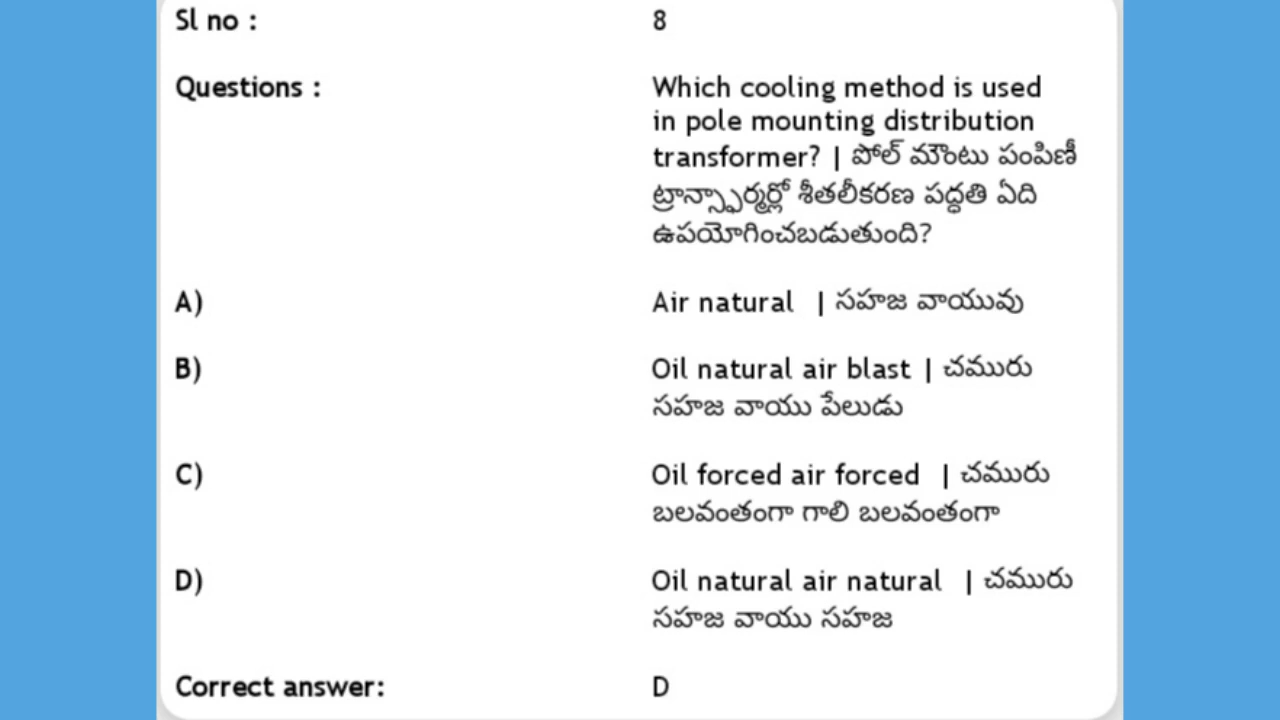 Sl no : 8
Questions : Which cooling method is used
in pole mounting distribution
transformer? | పోల్ మౌంటు పంపిణీ
ట్రాన్స్ఫార్మర్లో శీతలీకరణ పద్ధతి ఏది
ఉపయోగించబడుతుంది?
A) Air natural | సహజ వాయువు
B) Oil natural air blast | చమురు
సహజ వాయు పేలుడు
C) Oil forced air forced | చమురు
బలవంతంగా గాలి బలవంతంగా
D) Oil natural air natural | చమురు
సహజ వాయు సహజ
Correct answer: D